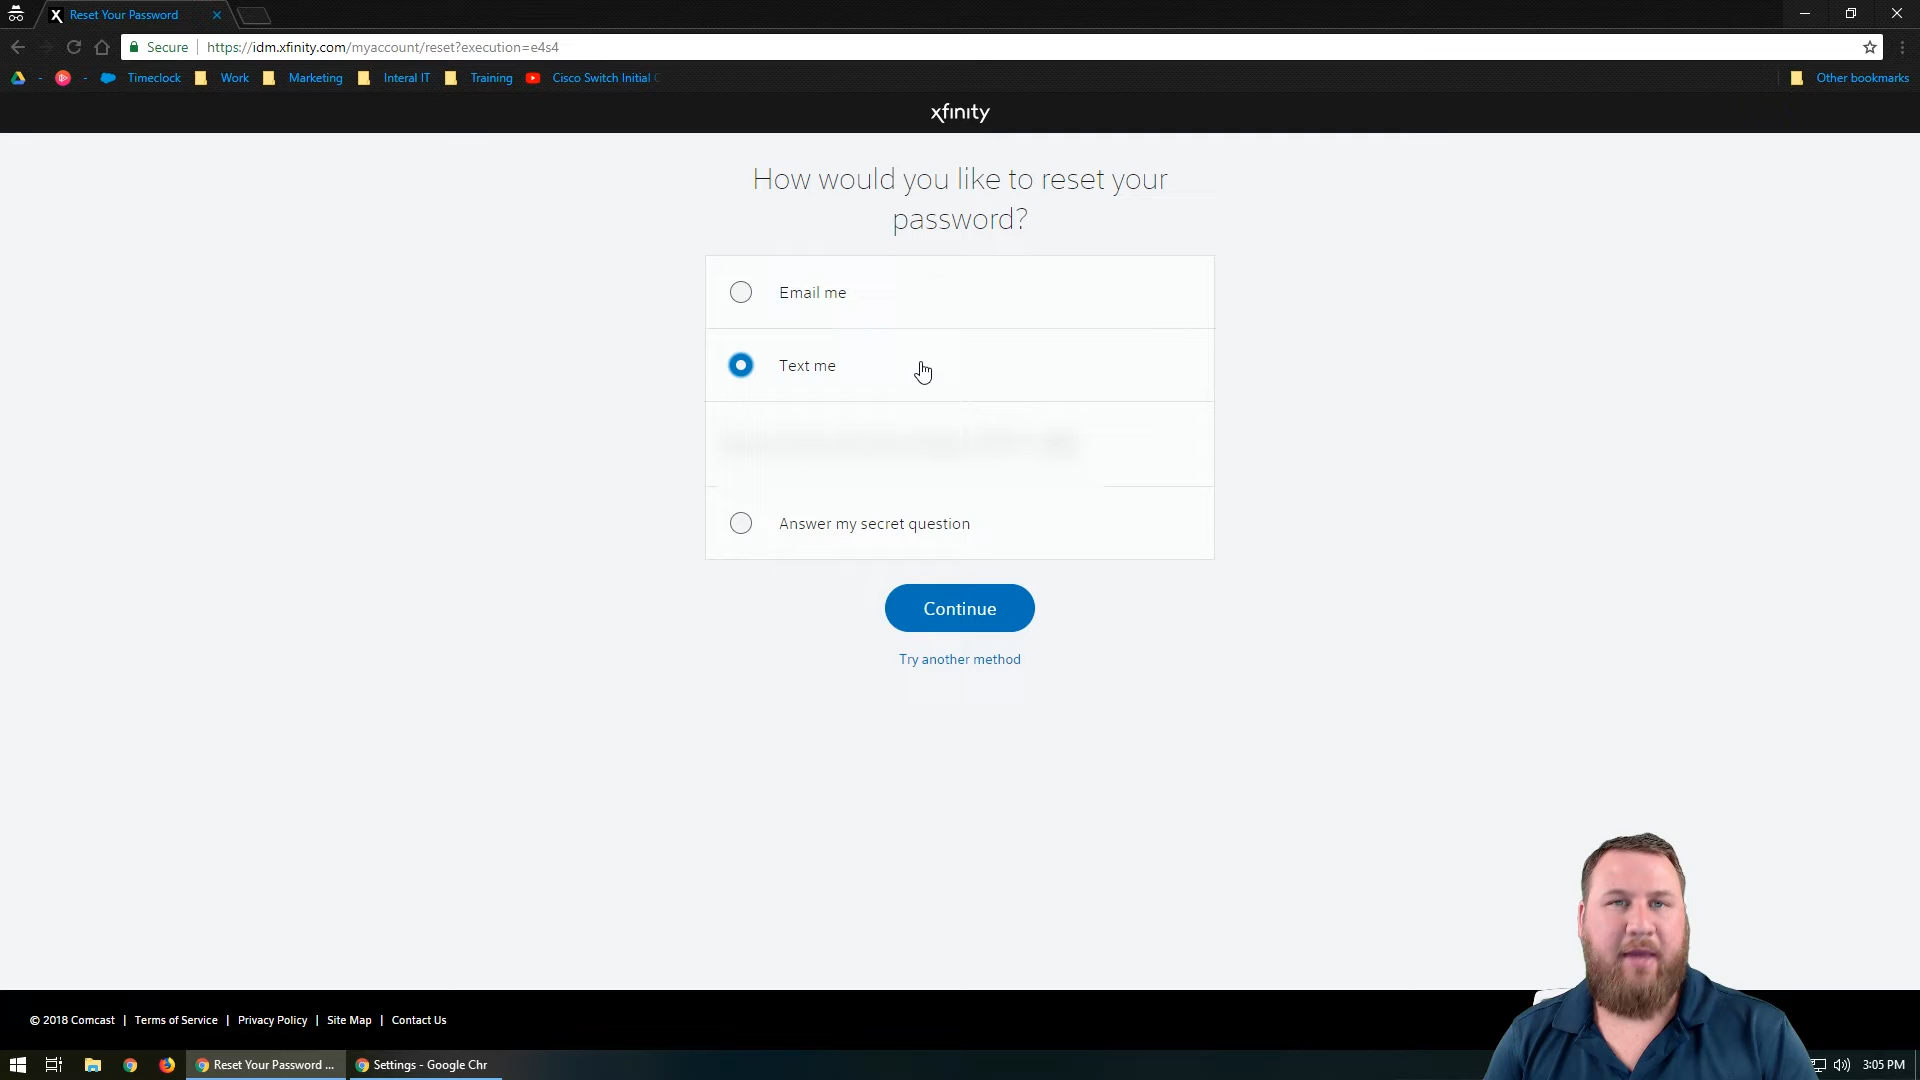 X Reset Your Password
Secure | https://idm.xfinity.com/myaccount/reset?execution=e4s4
- - Timeclock Work Marketing Interal IT Training Cisco Switch Initial C Other bookmarks
xfinity
How would you like to reset your
password?
Email me
Text me
Answer my secret question
Continue
Try another method
© 2018 Comcast | Terms of Service | Privacy Policy | Site Map | Contact Us
Reset Your Password ... Settings - Google Chr 3:05 PM